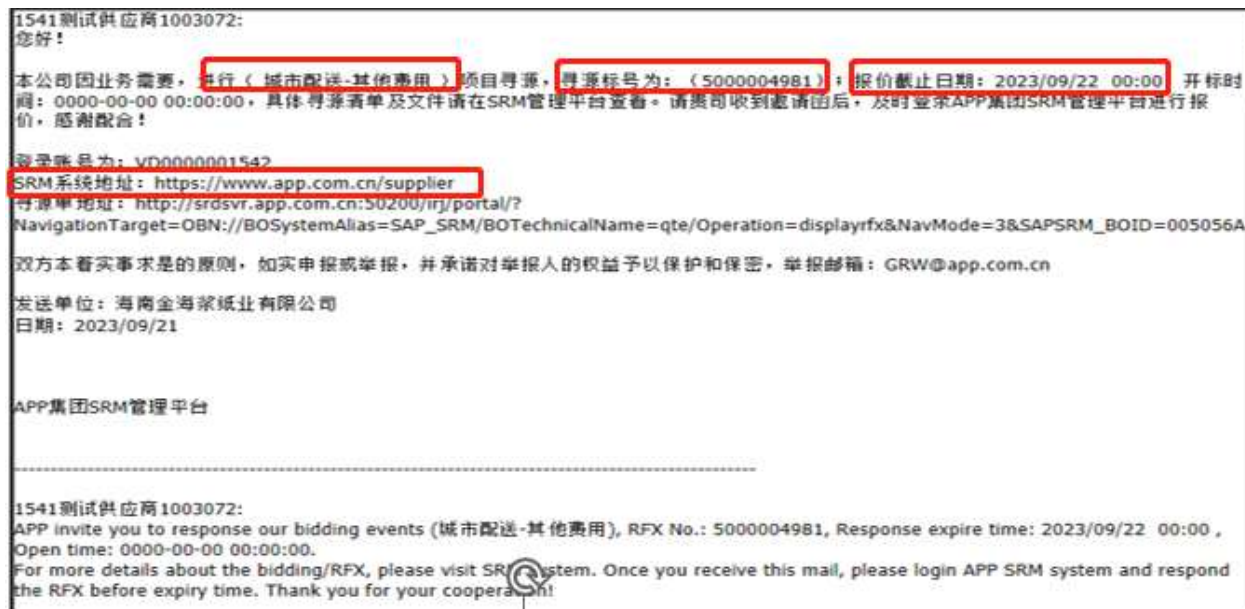 1541测试供应商1003072:
您好!
本公司因业务需要,进行( 城市配送-其他费用 )项目寻源,寻源标号为:(5000004981);报价截止日期:2023/09/22 00:00 开标时
间:0000-00-00 00:00:00,具体寻源清单及文件请在SRM管理平台查看。请贵司收到邀请函后,及时登录APP集团SRM管理平台进行报
价,感谢配合!
登录账号为:VD0000001542
SRM系统地址:https://www.app.com.cn/supplier
寻源单地址:http://srdsvr.app.com.cn:50200/irj/portal/?
NavigationTarget=OBN://BOSystemAlias=SAP_SRM/BOTechnicalName=qte/Operation=displayrfx&NavMode=3&SAPSRM_BOID=005056A
双方本着实事求是的原则,如实申报或举报,并承诺对举报人的权益予以保护和保密,举报邮箱:GRW@app.com.cn
发送单位:海南金海浆纸业有限公司
日期:2023/09/21
APP集团SRM管理平台
1541测试供应商1003072:
APP invite you to response our bidding events (城市配送-其他费用), RFX No.: 5000004981, Response expire time: 2023/09/22 00:00 ,
Open time: 0000-00-00 00:00:00.
For more details about the bidding/RFX, please visit SRM system. Once you receive this mail, please login APP SRM system and respond
the RFX before expiry time. Thank you for your cooperation!